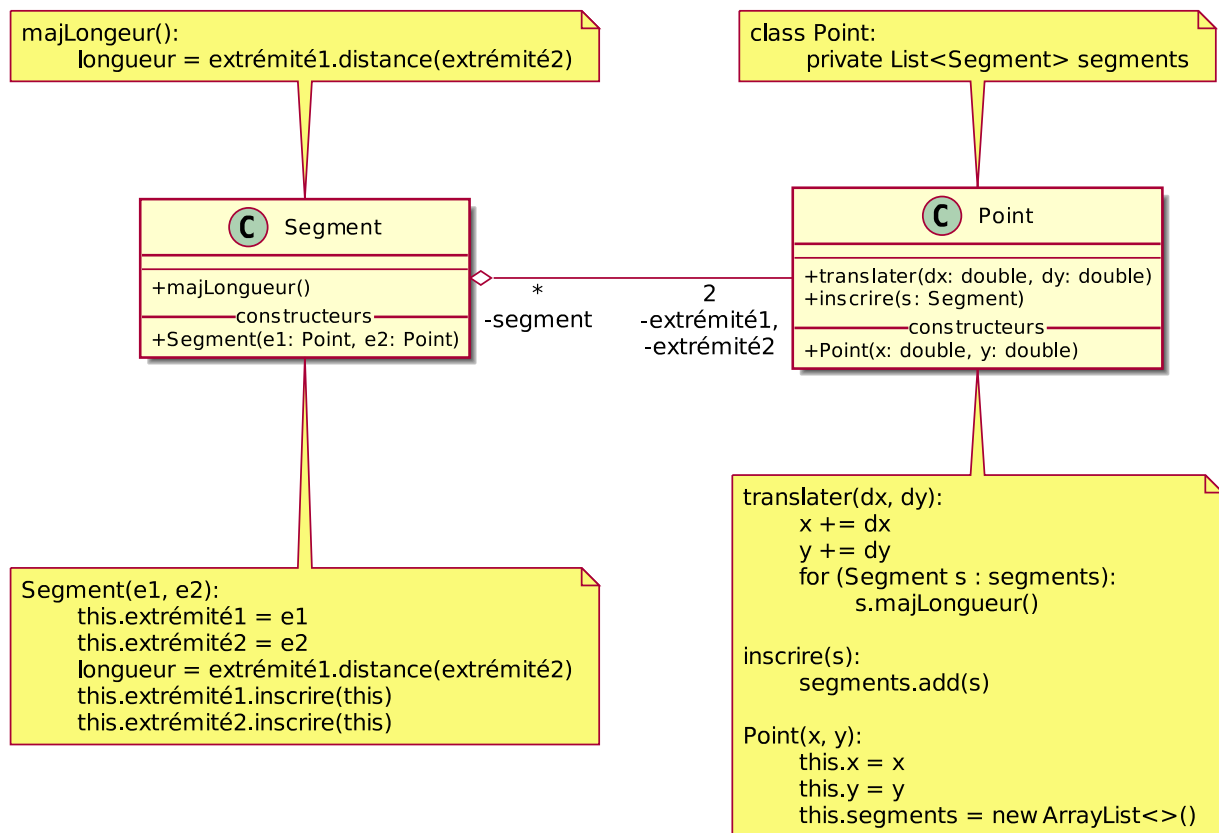 majLongeur():
longueur = extrémité1.distance(extrémité2)
class Point:
private List<Segment> segments
C Segment
+majLongueur()
constructeurs
+Segment(e1: Point, e2: Point)
*
-segment
2
-extrémité1,
-extrémité2
C Point
+translater(dx: double, dy: double)
+inscrire(s: Segment)
constructeurs
+Point(x: double, y: double)
Segment(e1, e2):
this.extrémité1 = e1
this.extrémité2 = e2
longueur = extrémité1.distance(extrémité2)
this.extrémité1.inscrire(this)
this.extrémité2.inscrire(this)
translater(dx, dy):
x += dx
y += dy
for (Segment s : segments):
s.majLongueur()
inscrire(s):
segments.add(s)
Point(x, y):
this.x = x
this.y = y
this.segments = new ArrayList<>()